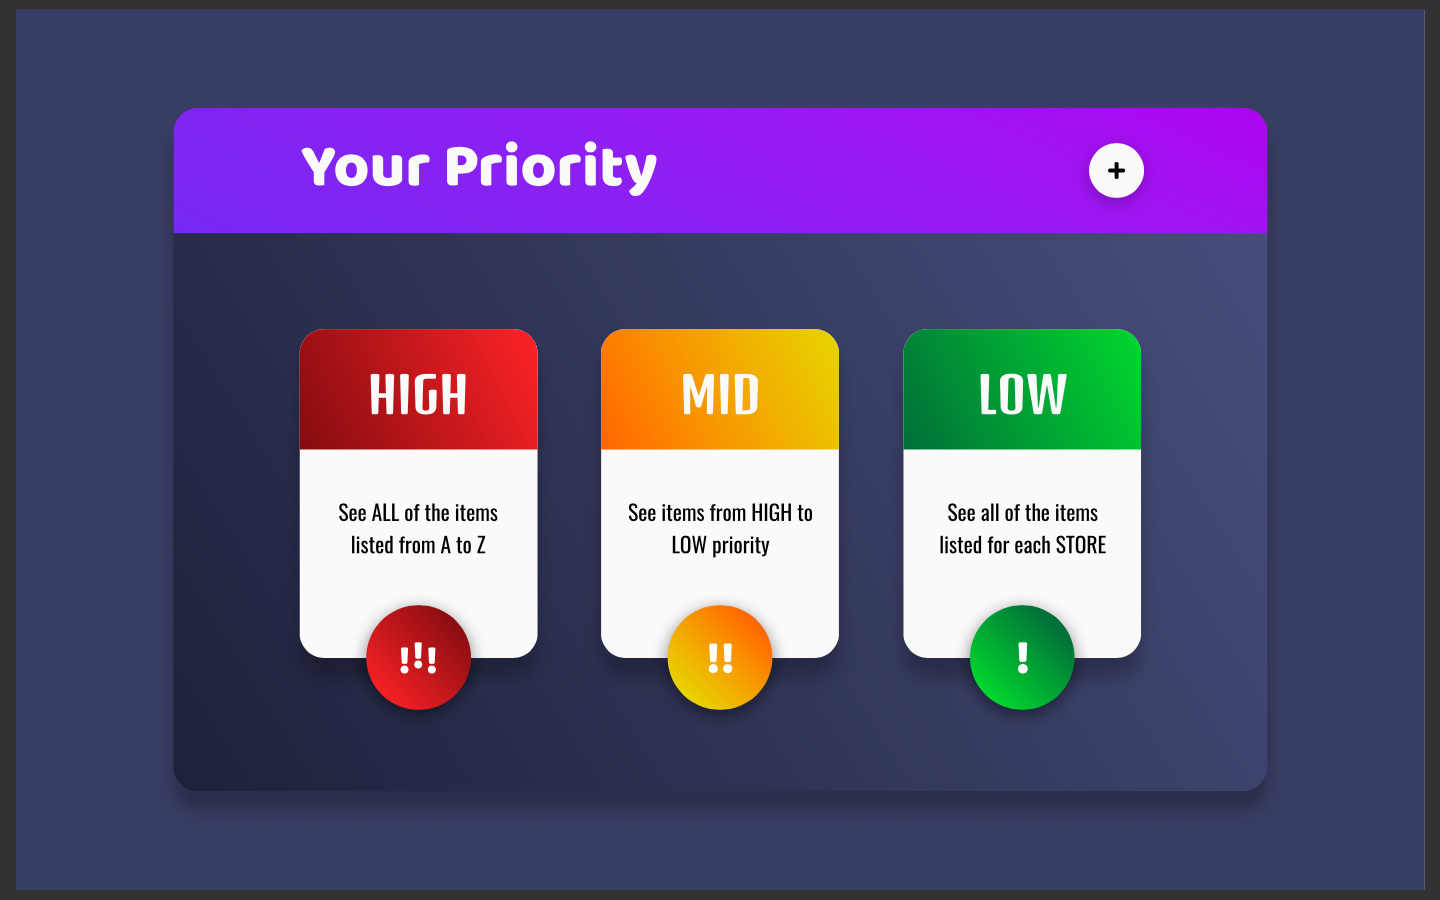 Your Priority
+
HIGH
See ALL of the items
listed from A to Z
!!!
MID
See items from HIGH to
LOW priority
!!
LOW
See all of the items
listed for each STORE
!